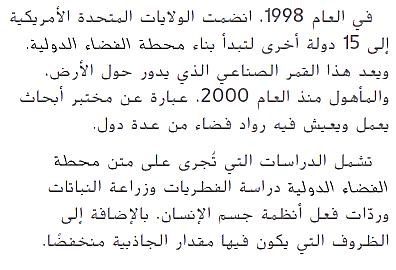 في العام 1998. انضمت الولايات المتحدة الأمريكية
إلى 15 دولة أخرى لتبدأ بناء محطة الفضاء الدولية.
ويعد هذا القمر الصناعي الذي يدور حول الأرض.
والمأهول منذ العام 2000. عبارة عن مختبر أبحاث
يعمل ويعيش فيه رواد فضاء من عدة دول.
تشمل الدراسات التي تُجرى على متن محطة
الفضاء الدولية دراسة الفطريات وزراعة النباتات
وردّات فعل أنظمة جسم الإنسان. بالإضافة إلى
الظروف التي يكون فيها مقدار الجاذبية منخفضًا.